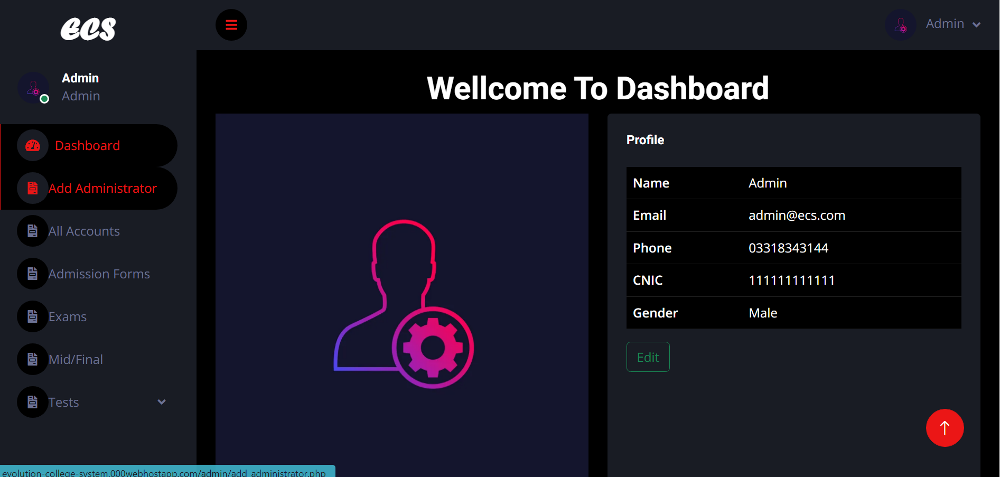 ecs
Admin
Admin
Admin
Dashboard
Add Administrator
All Accounts
Admission Forms
Exams
Mid/Final
Tests
Wellcome To Dashboard
Profile
Name Admin
Email admin@ecs.com
Phone 03318343144
CNIC 111111111111
Gender Male
Edit
evolution-college-system.000webhostapp.com/admin/add_administrator.php